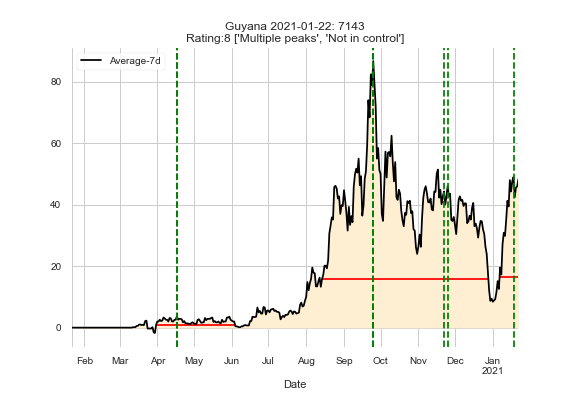 Guyana 2021-01-22: 7143
Rating:8 ['Multiple peaks', 'Not in control']
Average-7d
80
60
40
20
0
Feb Mar Apr May Jun Jul Aug Sep Oct Nov Dec Jan
2021
Date